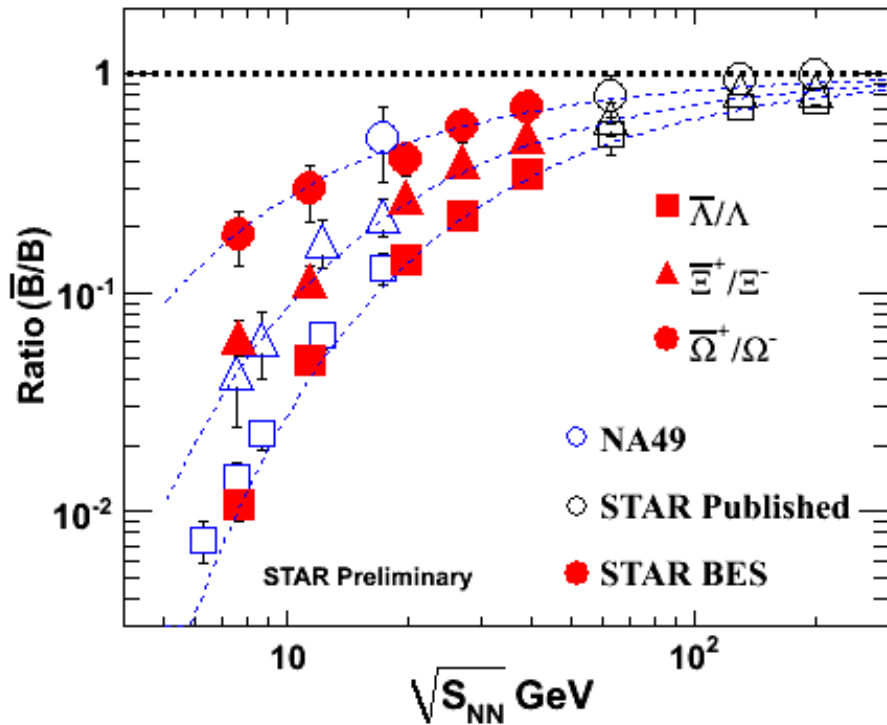 Ratio (B̅/B)
1
10⁻¹
10⁻²
Λ̅/Λ
Ξ̅⁺/Ξ⁻
Ω̅⁺/Ω⁻
NA49
STAR Published
STAR BES
STAR Preliminary
10
10²
√S_NN GeV